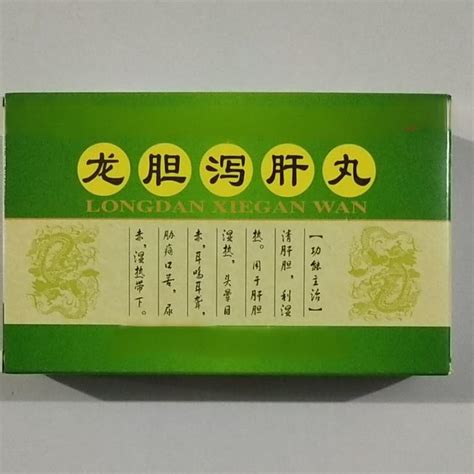 龙胆泻肝丸
LONGDAN XIEGAN WAN
【功能主治】
清肝胆，利湿
热。用于肝胆
湿热，头晕目
赤，耳鸣耳聋，
胁痛口苦，尿
赤，湿热带下。